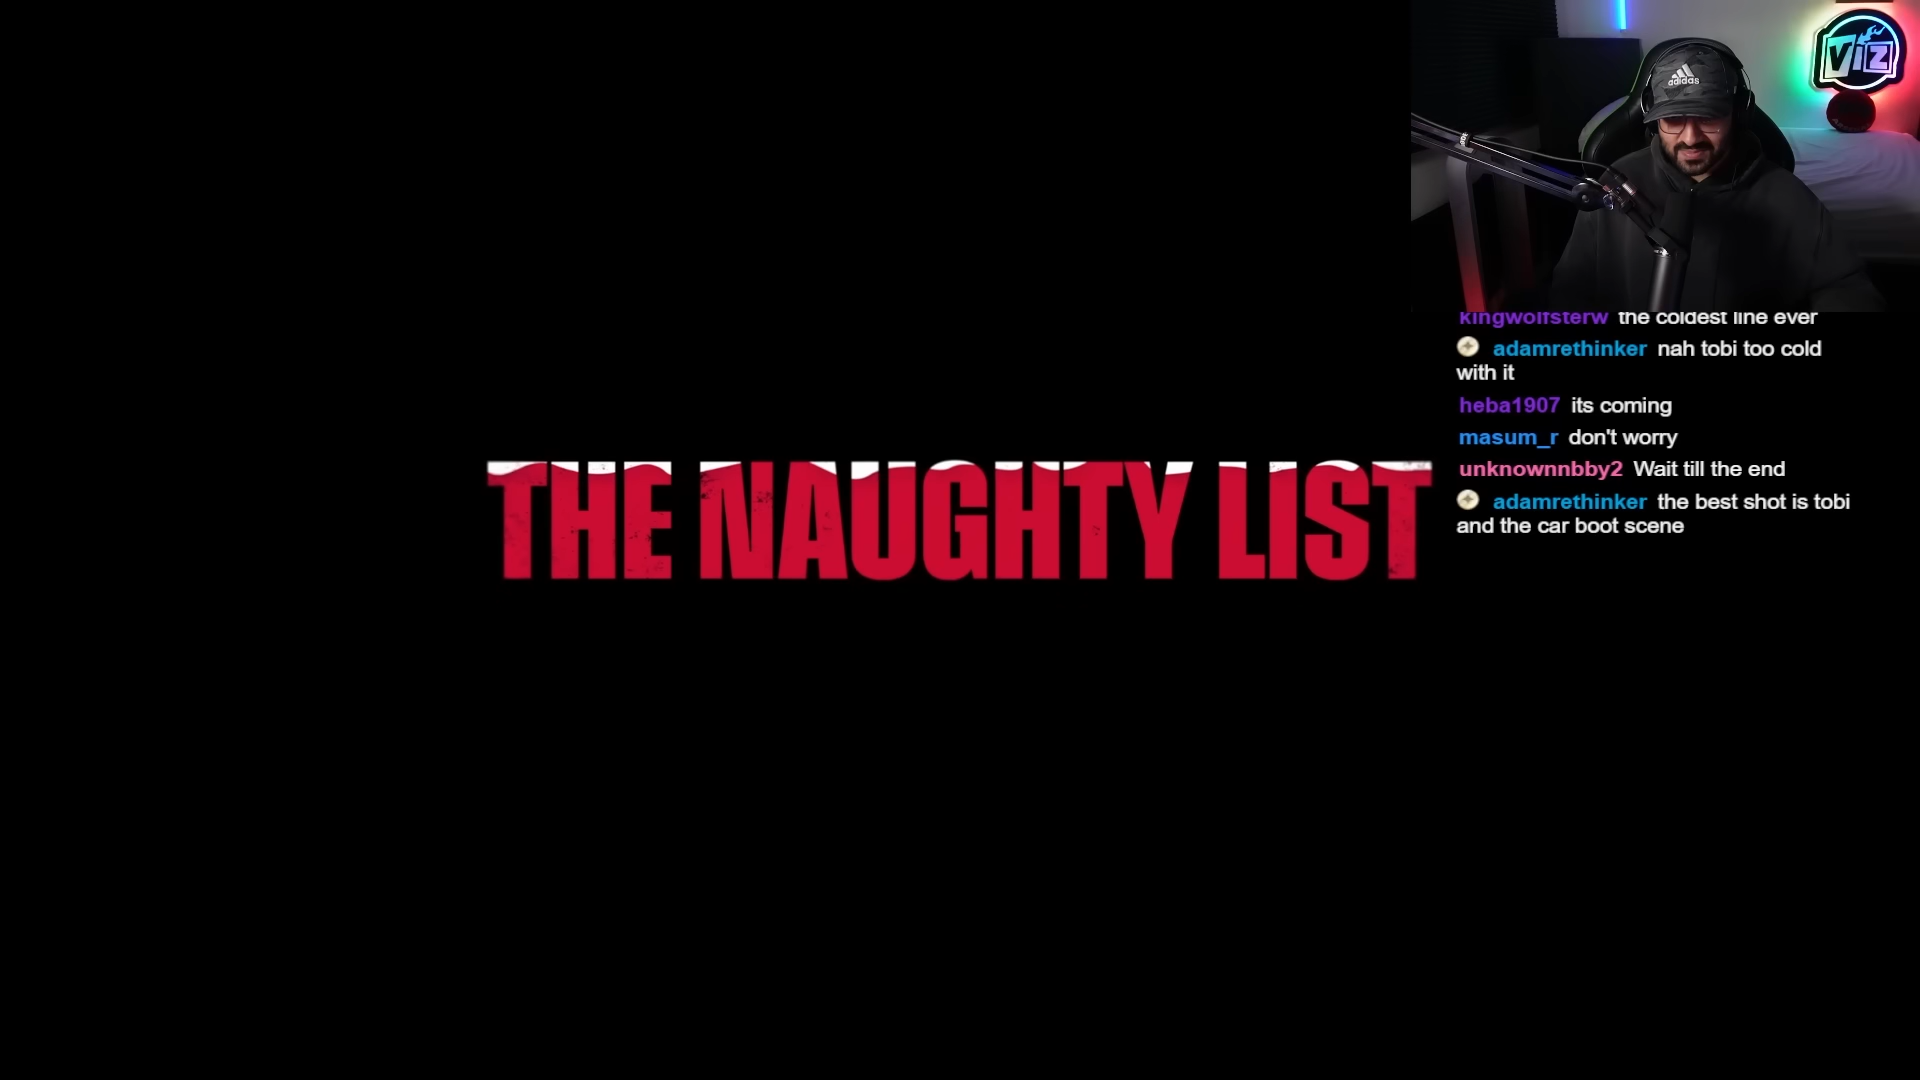 adidas
ViZ
kingwolfsterw the coldest line ever
adamrethinker nah tobi too cold
with it
heba1907 its coming
masum_r don't worry
unknownnbby2 Wait till the end
adamrethinker the best shot is tobi
and the car boot scene
THE NAUGHTY LIST